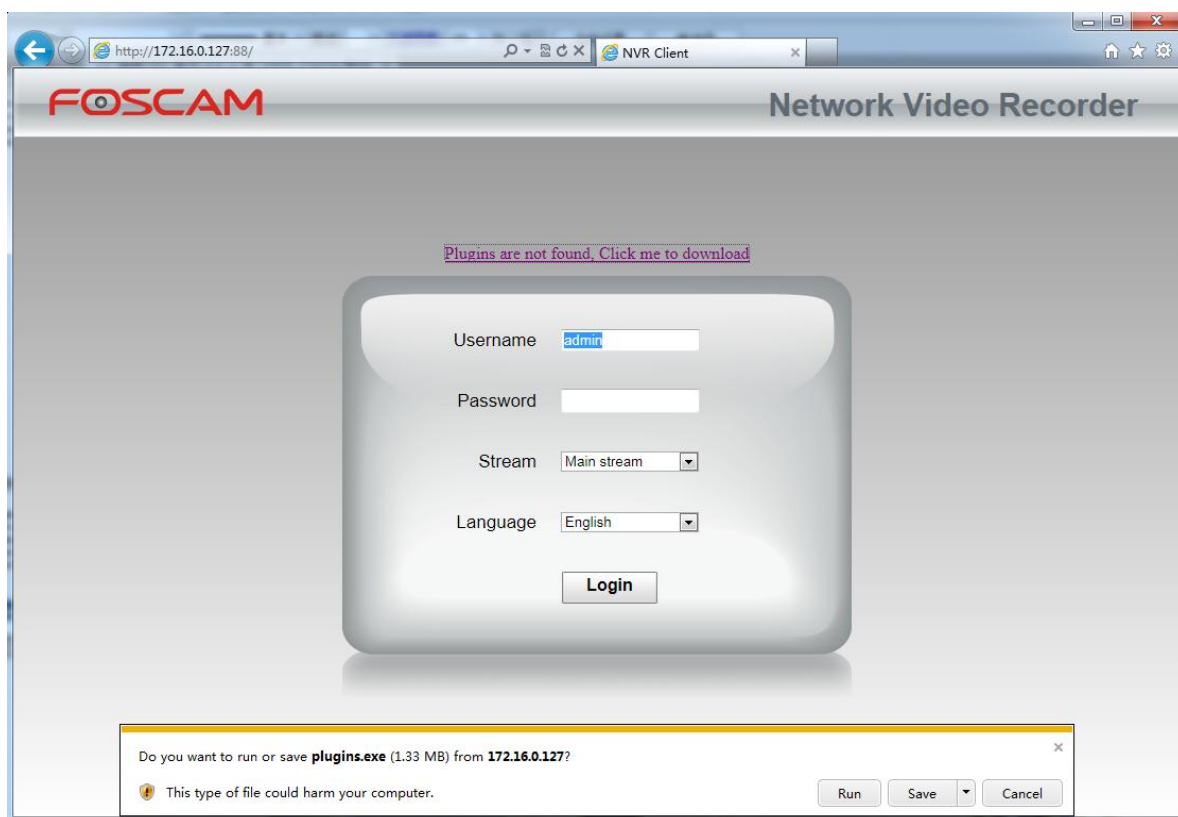 http://172.16.0.127:88/
NVR Client
FOSCAM
Network Video Recorder
Plugins are not found, Click me to download
Username admin
Password
Stream Main stream
Language English
Login
Do you want to run or save plugins.exe (1.33 MB) from 172.16.0.127?
This type of file could harm your computer.
Run Save Cancel